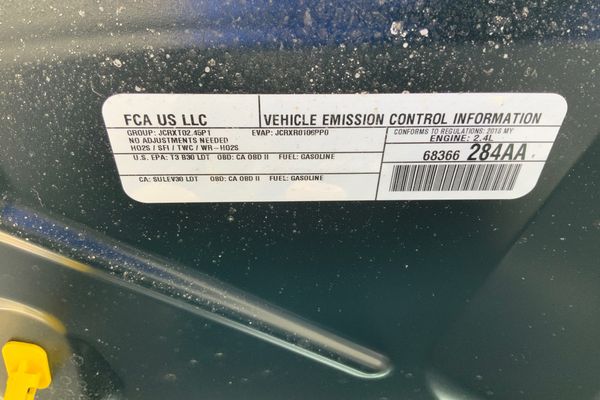 FCA US LLC
VEHICLE EMISSION CONTROL INFORMATION
GROUP: JCRXT02.45P1 EVAP: JCRXR0106PP0
NO ADJUSTMENTS NEEDED
HO2S / SFI / TWC / WR-HO2S
CONFORMS TO REGULATIONS: 2018 MY
ENGINE: 2.4L
U.S. EPA: T3 B30 LDT OBD: CA OBD II FUEL: GASOLINE
68366 284AA
CA: SULEV30 LDT OBD: CA OBD II FUEL: GASOLINE